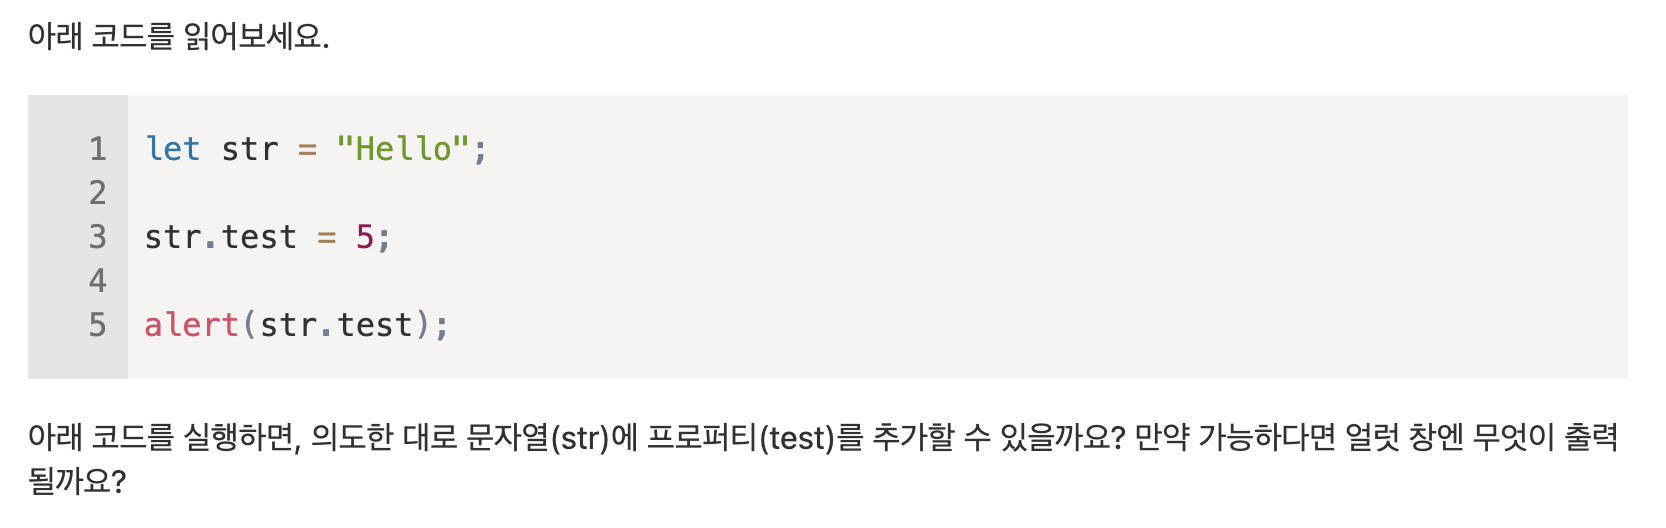 아래 코드를 읽어보세요.
1 let str = "Hello";
2
3 str.test = 5;
4
5 alert(str.test);
아래 코드를 실행하면, 의도한 대로 문자열(str)에 프로퍼티(test)를 추가할 수 있을까요? 만약 가능하다면 얼럿 창엔 무엇이 출력
될까요?